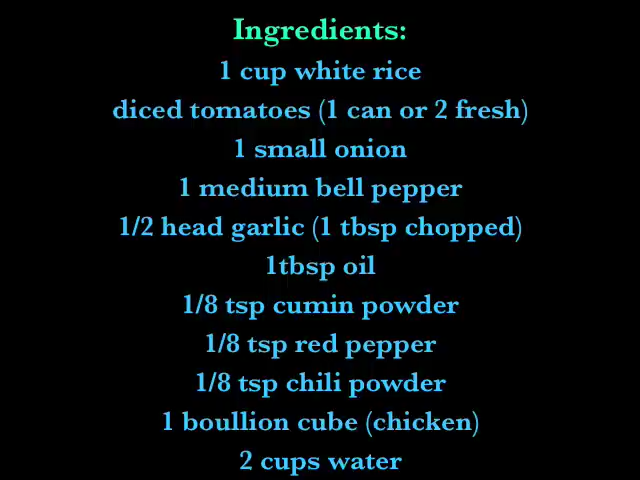 Ingredients:
1 cup white rice
diced tomatoes (1 can or 2 fresh)
1 small onion
1 medium bell pepper
1/2 head garlic (1 tbsp chopped)
1tbsp oil
1/8 tsp cumin powder
1/8 tsp red pepper
1/8 tsp chili powder
1 boullion cube (chicken)
2 cups water